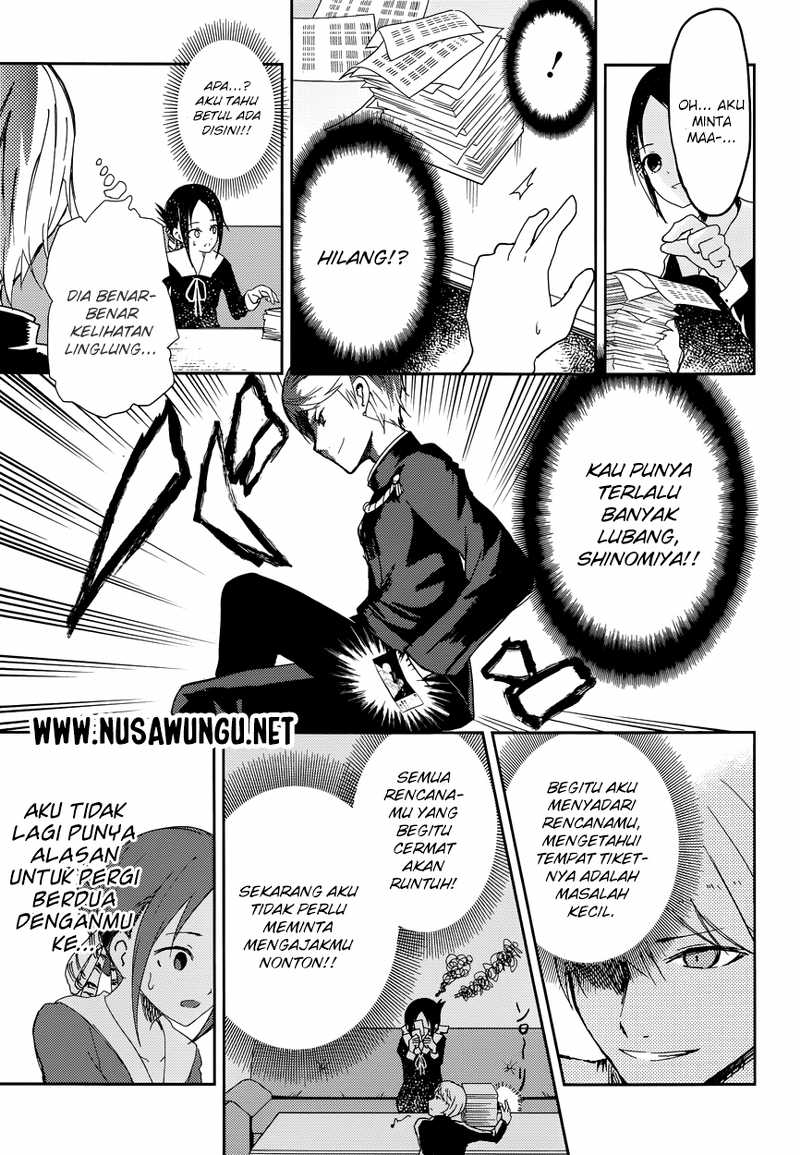 OH... AKU
MINTA
MAA-...
!
HILANG!?
APA...?
AKU TAHU
BETUL ADA
DISINI!!
DIA BENAR-
BENAR
KELIHATAN
LINGLUNG...
KAU PUNYA
TERLALU
BANYAK
LUBANG,
SHINOMIYA!!
WWW.NUSAWUNGU.NET
BEGITU AKU
MENYADARI
RENCANAMU,
MENGETAHUI
TEMPAT TIKET-
NYA ADALAH
MASALAH
KECIL.
SEMUA
RENCANA-
MU YANG
BEGITU
CERMAT
AKAN
RUNTUH!
SEKARANG AKU
TIDAK PERLU
MEMINTA
MENGAJAKMU
NONTON!!
AKU TIDAK
LAGI PUNYA
ALASAN
UNTUK PERGI
BERDUA
DENGANMU
KE...